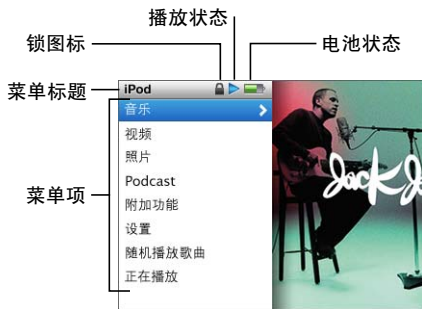 播放状态
锁图标
电池状态
菜单标题
iPod
音乐
视频
照片
Podcast
菜单项
附加功能
设置
随机播放歌曲
正在播放
Jack Jo